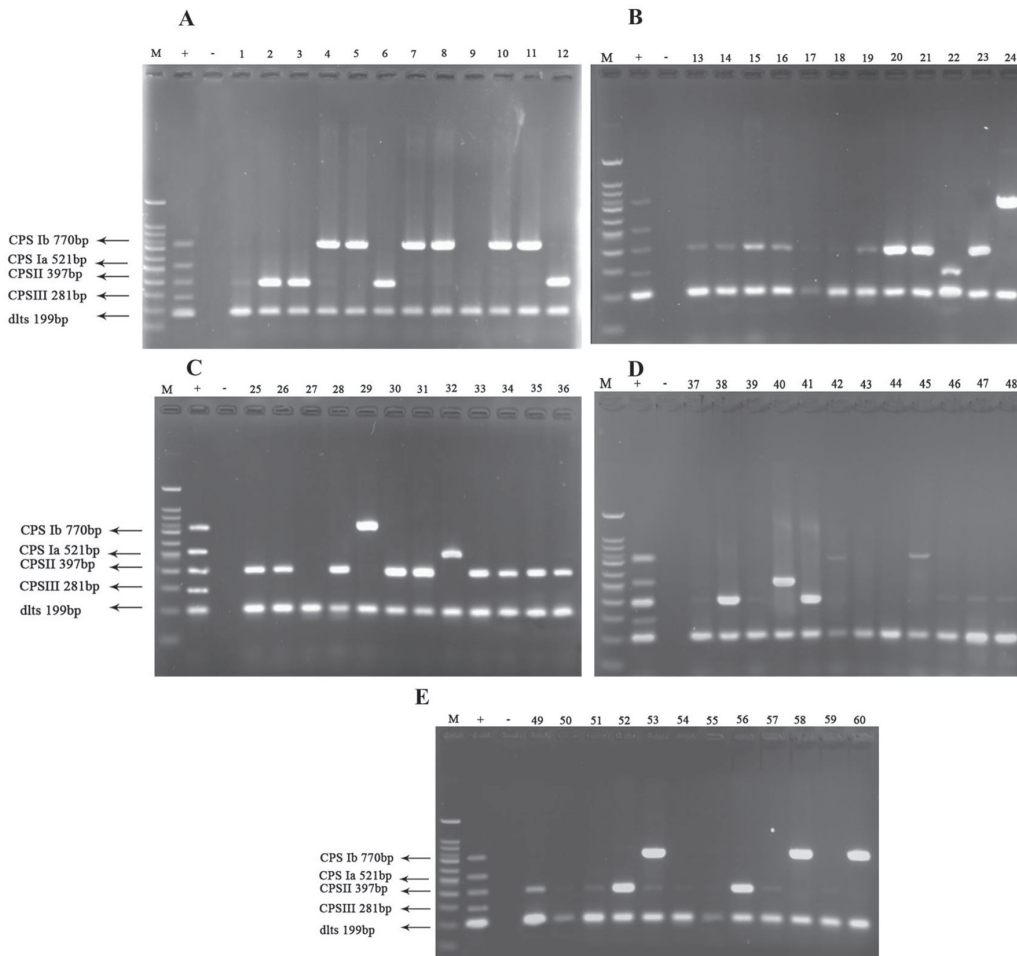 A
M + - 1 2 3 4 5 6 7 8 9 10 11 12
CPS Ib 770bp
CPS Ia 521bp
CPSII 397bp
CPSIII 281bp
dlts 199bp
B
M + - 13 14 15 16 17 18 19 20 21 22 23 24
C
M + - 25 26 27 28 29 30 31 32 33 34 35 36
CPS Ib 770bp
CPS Ia 521bp
CPSII 397bp
CPSIII 281bp
dlts 199bp
D
M + - 37 38 39 40 41 42 43 44 45 46 47 48
E
M + - 49 50 51 52 53 54 55 56 57 58 59 60
CPS Ib 770bp
CPS Ia 521bp
CPSII 397bp
CPSIII 281bp
dlts 199bp